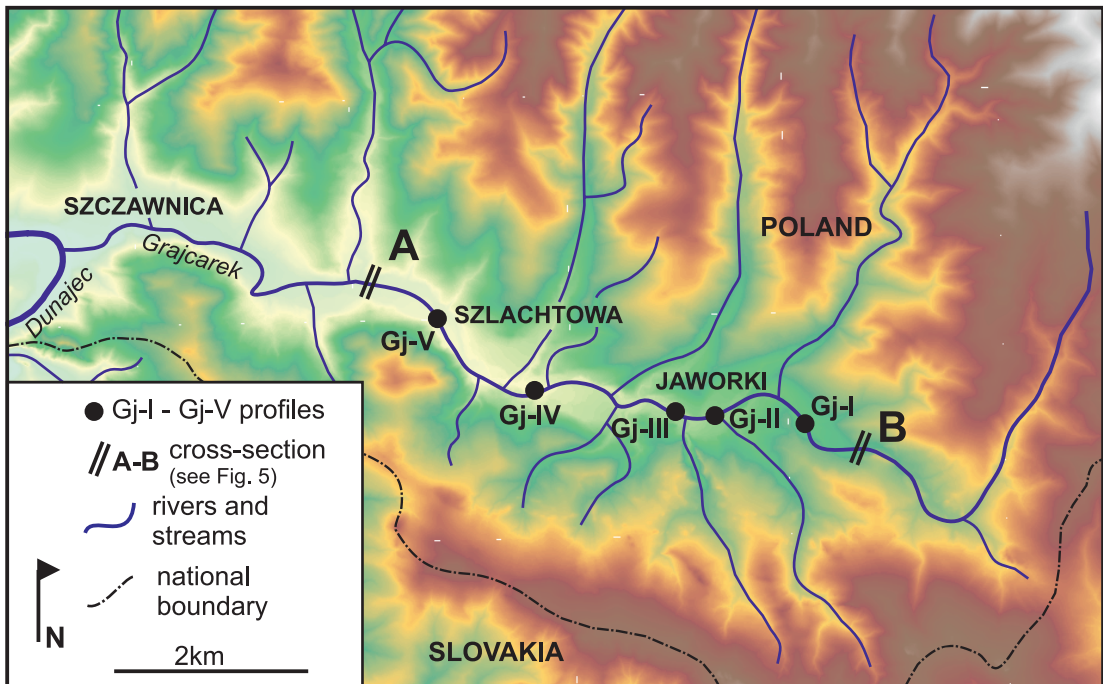 SZCZAWNICA
Grajcarek
Dunajec
A
POLAND
SZLACHTOWA
Gj-V
JAWORKI
Gj-IV
Gj-III
Gj-II
Gj-I
B
Gj-I - Gj-V profiles
A-B cross-section
(see Fig. 5)
rivers and
streams
national
boundary
N
2km
SLOVAKIA